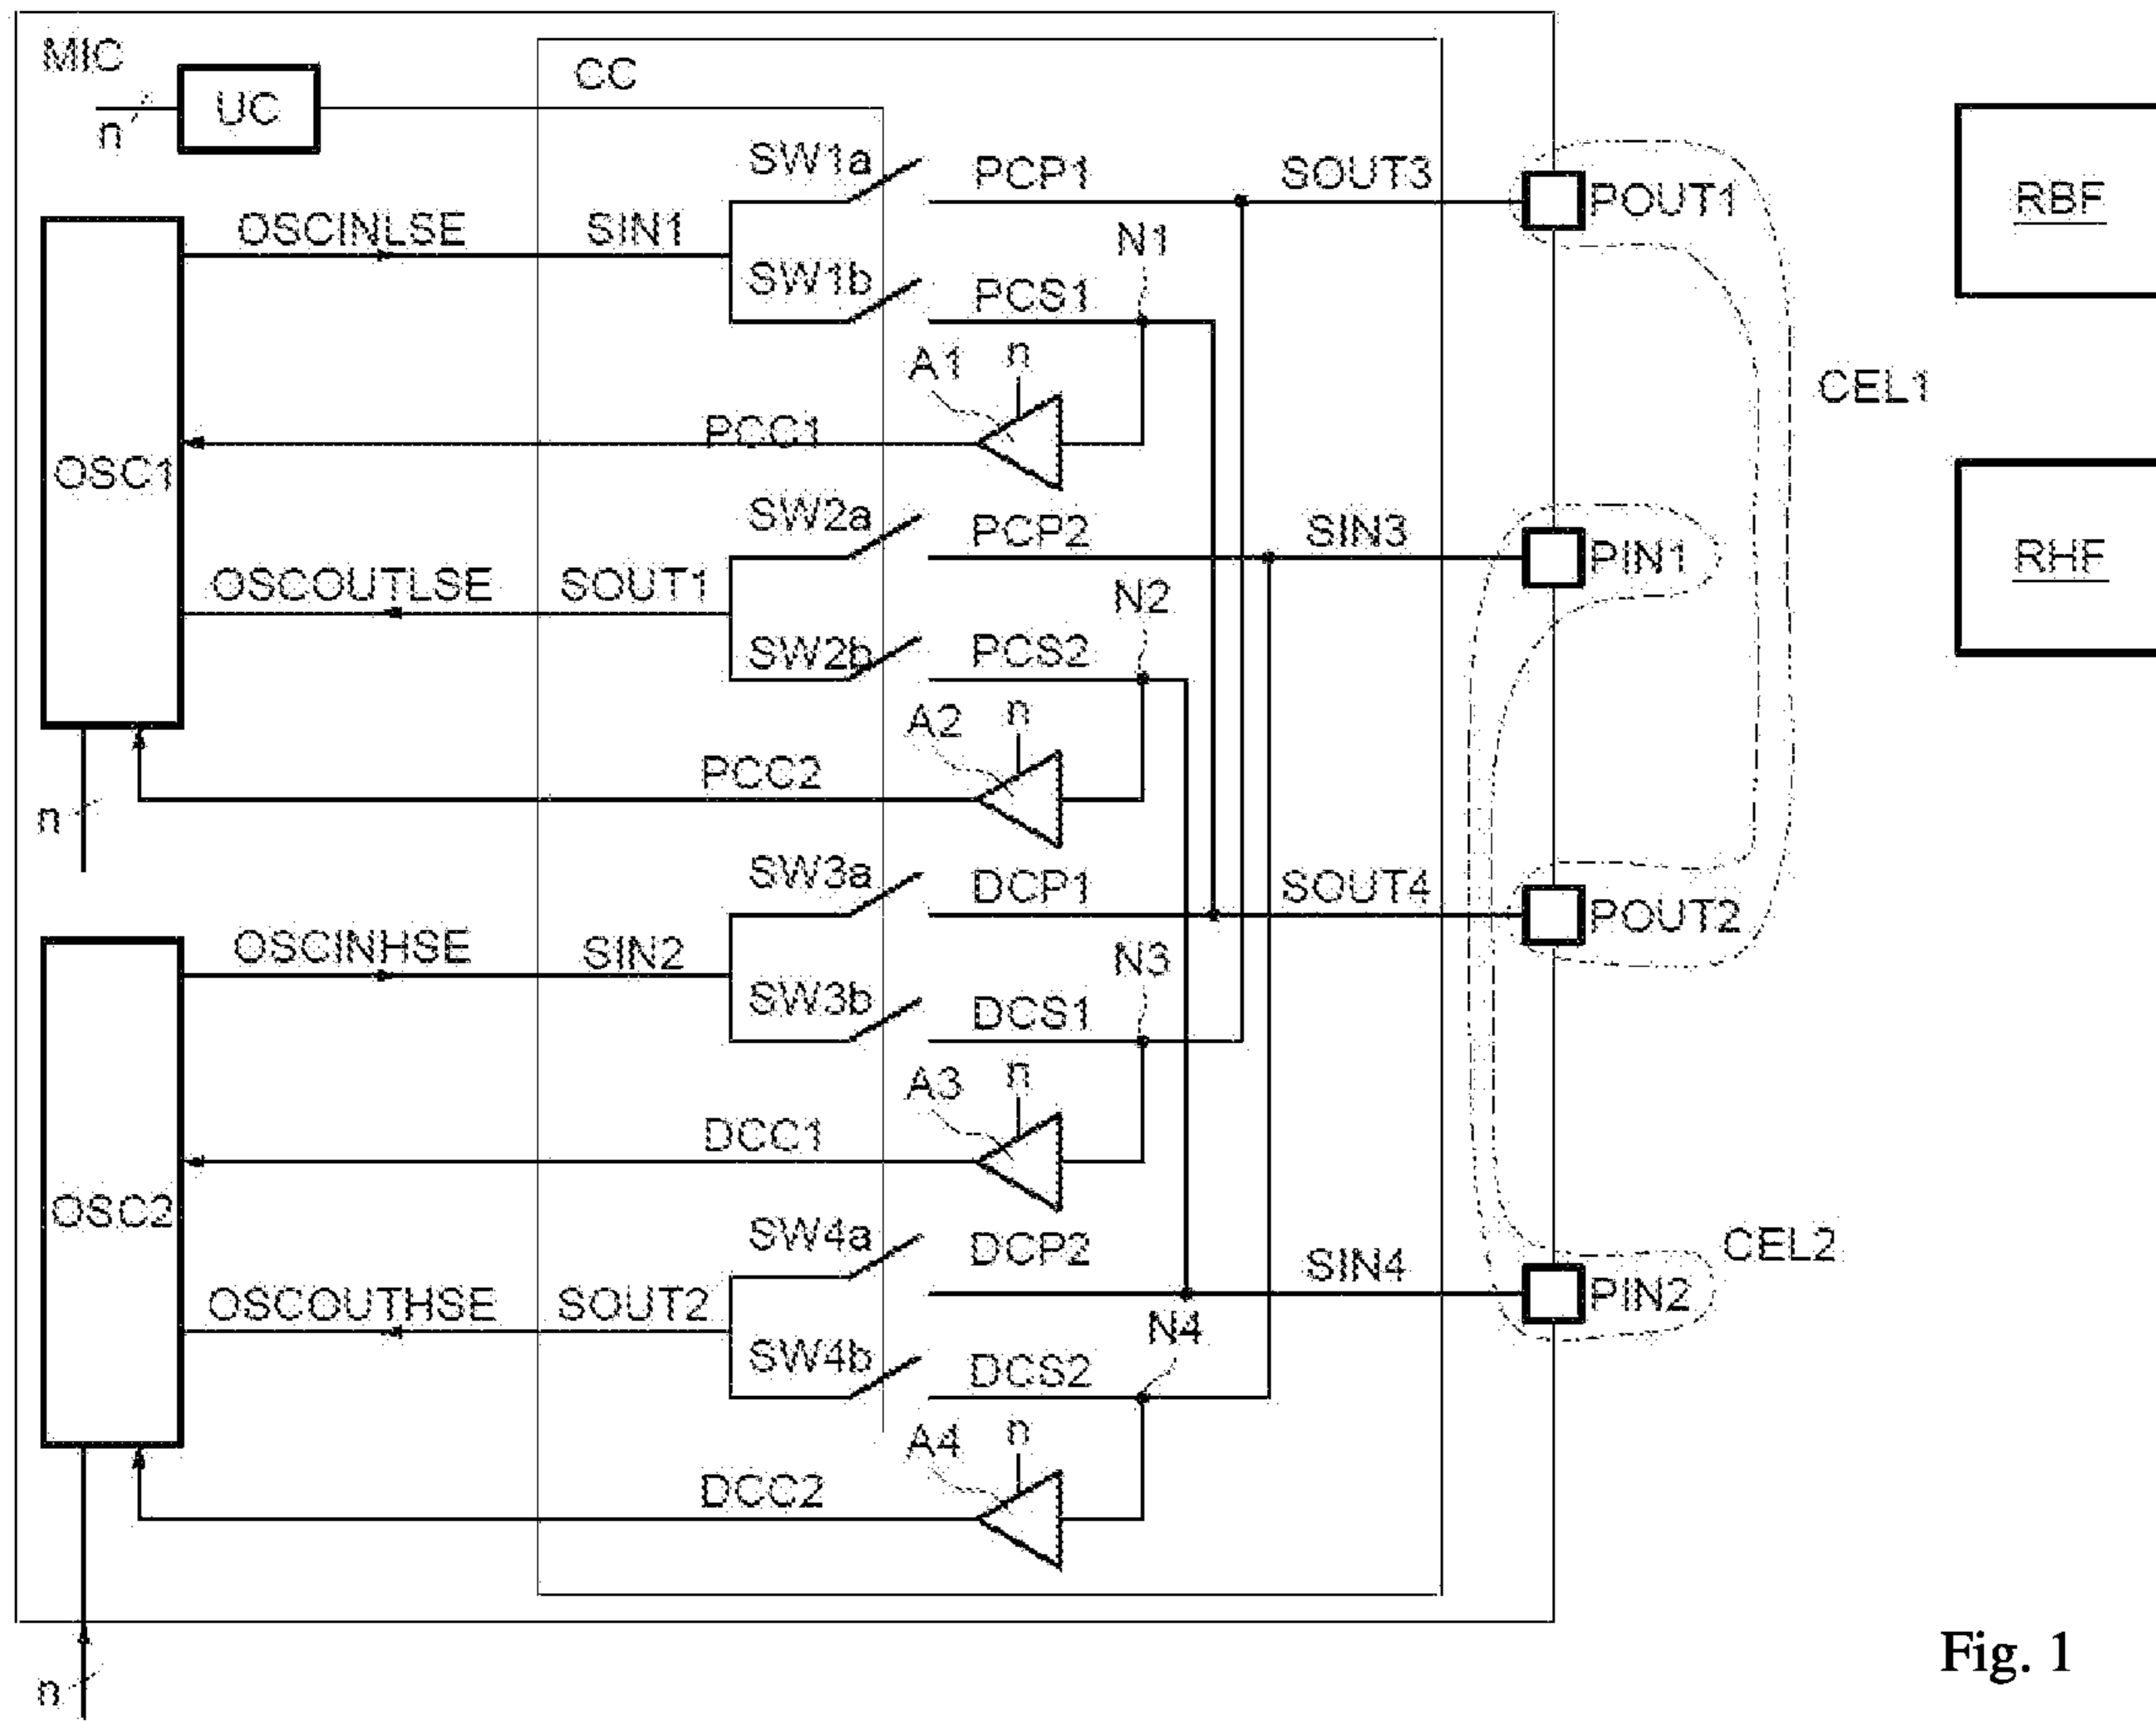 MIC
UC
n
CC
SW1a
PCP1
SOUT3
POUT1
RBF
OSCINLSE
SIN1
N1
SW1b
PCS1
A1
n
CEL1
PCC1
OSC1
SW2a
PCP2
SIN3
PIN1
RHF
OSCOUTLSE
SOUT1
N2
SW2b
PCS2
A2
n
PCC2
n
SW3a
DCP1
SOUT4
POUT2
OSCINHSE
SIN2
N3
SW3b
DCS1
A3
n
DCC1
OSC2
SW4a
DCP2
SIN4
CEL2
PIN2
OSCOUTHSE
SOUT2
N4
SW4b
DCS2
A4
n
DCC2
n
Fig. 1